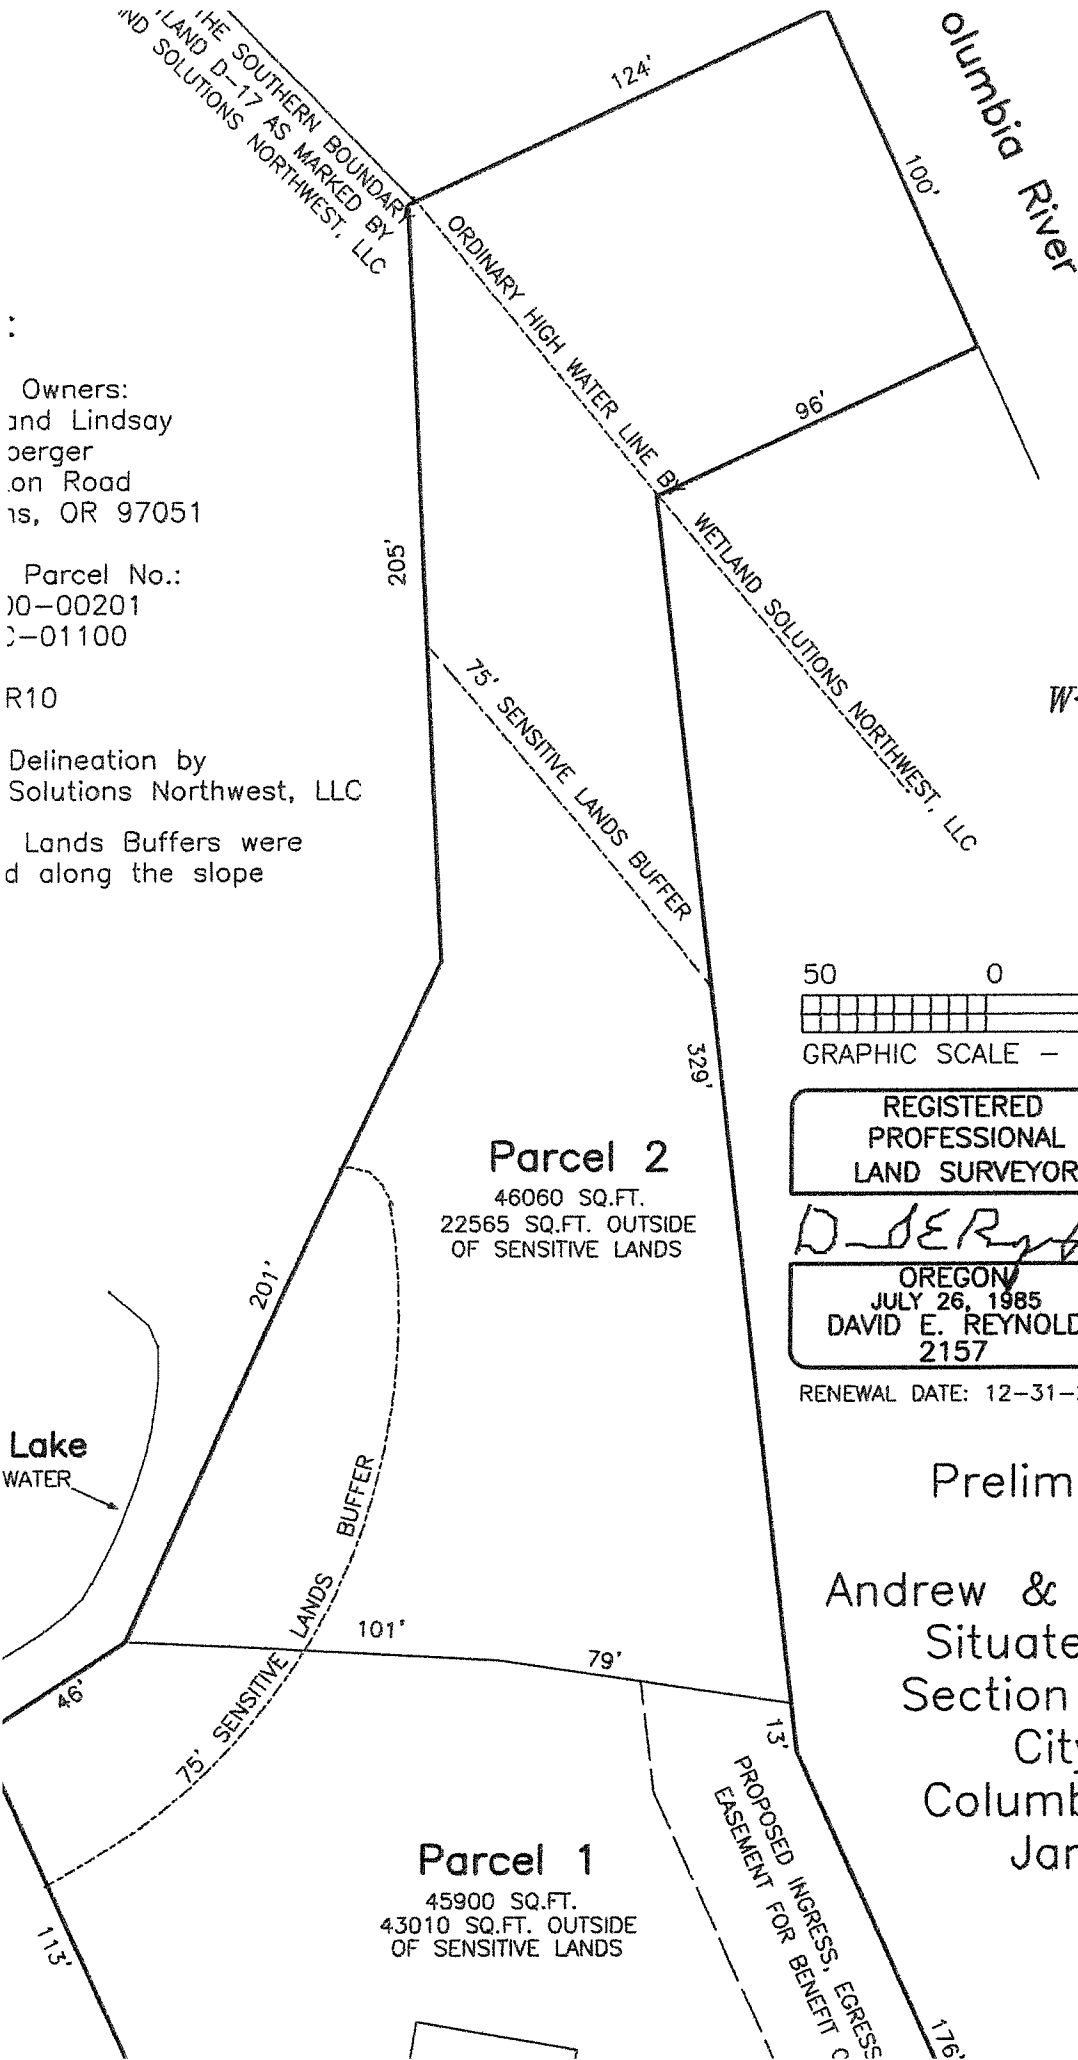 THE SOUTHERN BOUNDARY
D-17 AS MARKED BY
SOLUTIONS NORTHWEST, LLC
124'
100'
River
ORDINARY HIGH WATER LINE BY
WETLAND SOLUTIONS NORTHWEST, LLC
96'
:
Owners:
and Lindsay
Road
OR 97051
205'
Parcel No.:
-00201
-01100
R10
Delineation by
Solutions Northwest, LLC
Lands Buffers were
along the slope
75' SENSITIVE LANDS BUFFER
50 0
GRAPHIC SCALE -
329'
REGISTERED
PROFESSIONAL
LAND SURVEYOR
OREGON
JULY 26, 1985
DAVID E. REYNOLD
2157
RENEWAL DATE: 12-31-
Parcel 2
46060 SQ.FT.
22565 SQ.FT. OUTSIDE
OF SENSITIVE LANDS
201'
Lake
WATER
75' SENSITIVE LANDS BUFFER
101'
79'
46'
13'
Prelim
Andrew &
Situate
Section
City
Columb
Jan
PROPOSED INGRESS, EGRESS
EASEMENT FOR BENEFIT
Parcel 1
45900 SQ.FT.
43010 SQ.FT. OUTSIDE
OF SENSITIVE LANDS
113'
176'